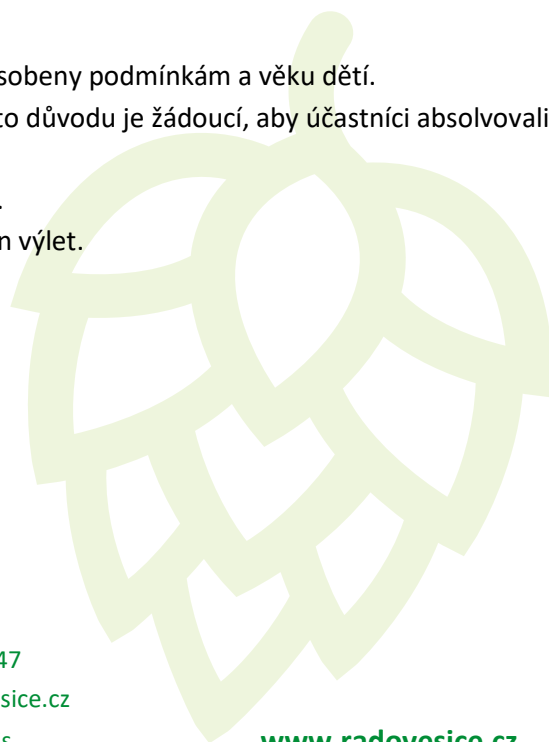 sobeny podmínkám a věku dětí.
to důvodu je žádoucí, aby účastníci absolvovali
.
n výlet.
47
sice.cz
s
www.radovesice.cz